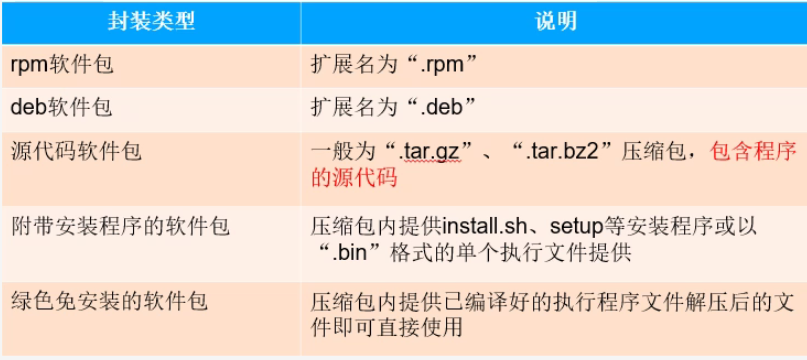 封装类型 说明
rpm软件包 扩展名为“.rpm”
deb软件包 扩展名为“.deb”
源代码软件包 一般为“.tar.gz”、“.tar.bz2”压缩包，包含程序
的源代码
附带安装程序的软件包 压缩包内提供install.sh、setup等安装程序或以
“.bin”格式的单个执行文件提供
绿色免安装的软件包 压缩包内提供已编译好的执行程序文件解压后的文
件即可直接使用